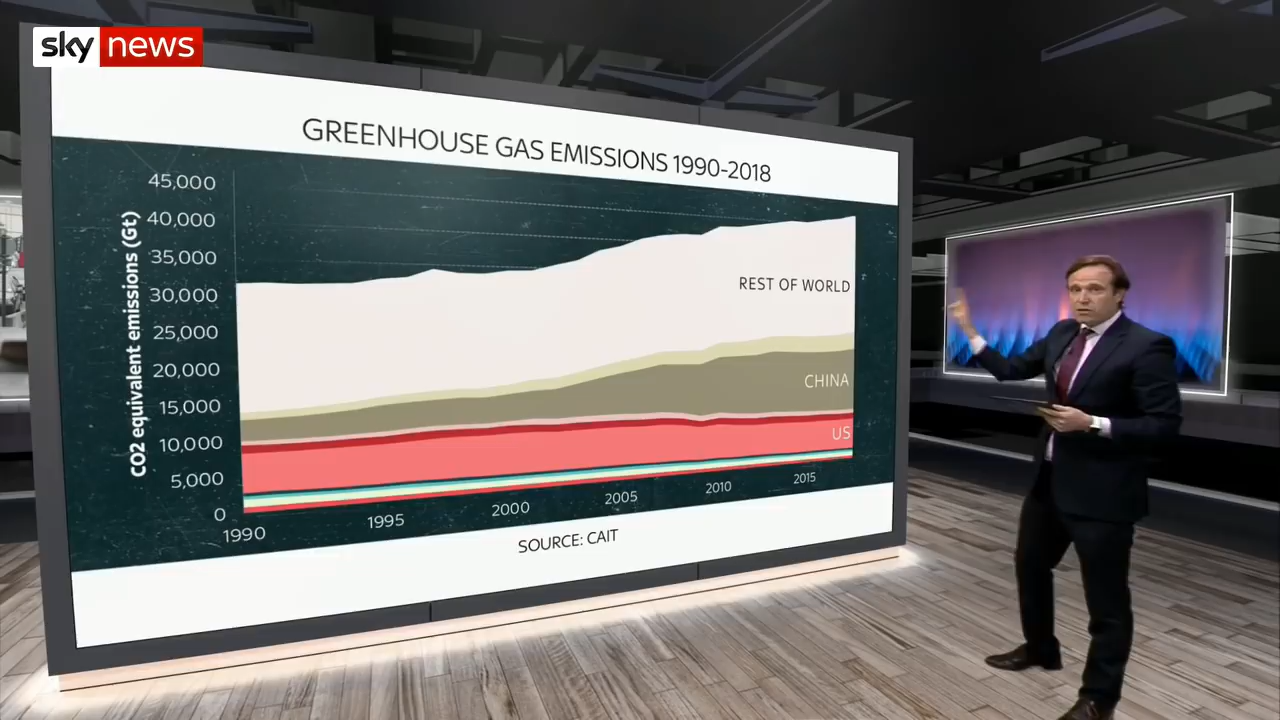 sky news
GREENHOUSE GAS EMISSIONS 1990-2018
CO2 equivalent emissions (Gt)
45,000
40,000
35,000
30,000
25,000
20,000
15,000
10,000
5,000
0
REST OF WORLD
CHINA
US
1990
1995
2000
2005
2010
2015
SOURCE: CAIT